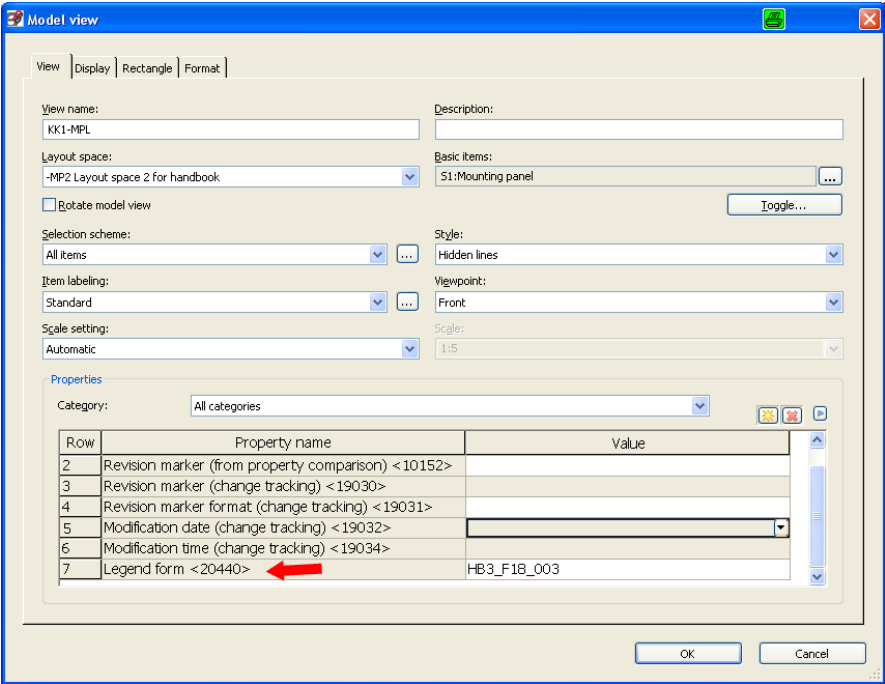 Model view
View Display Rectangle Format
View name: Description:
KK1-MPL
Layout space: Basic items:
-MP2 Layout space 2 for handbook S1:Mounting panel ...
Rotate model view Toggle...
Selection scheme: Style:
All items ... Hidden lines
Item labeling: Viewpoint:
Standard ... Front
Scale setting: Scale:
Automatic 1:5
Properties
Category: All categories
Row Property name Value
2 Revision marker (from property comparison) <10152>
3 Revision marker (change tracking) <19030>
4 Revision marker format (change tracking) <19031>
5 Modification date (change tracking) <19032>
6 Modification time (change tracking) <19034>
7 Legend form <20440> HB3_F18_003
OK Cancel